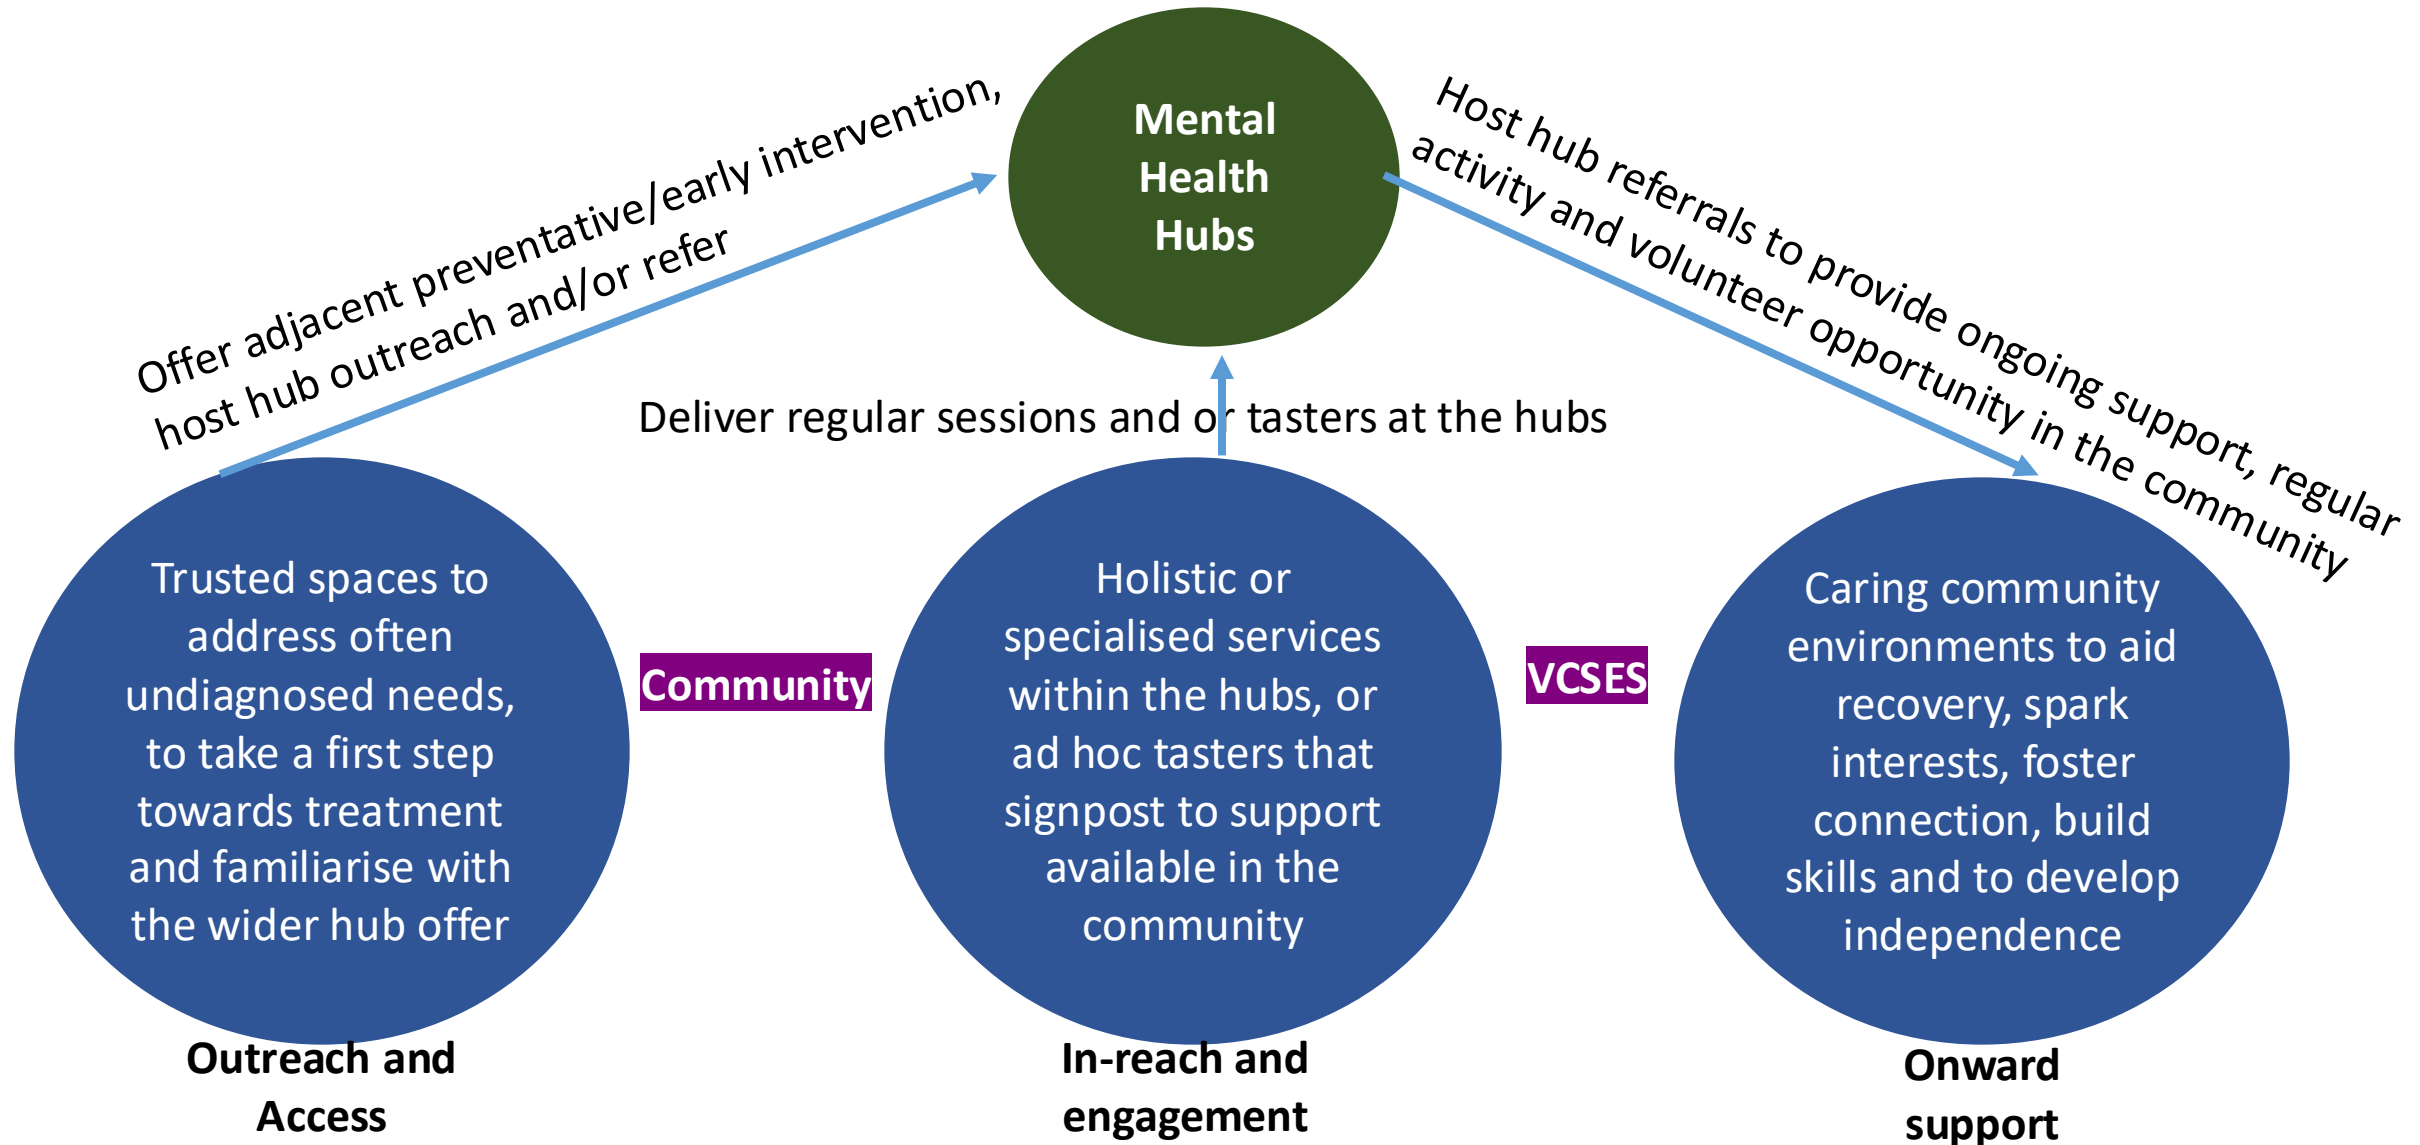 Mental
Health
Hubs
Offer adjacent preventative/early intervention,
host hub outreach and/or refer
Host hub referrals to provide ongoing support, regular
activity and volunteer opportunity in the community
Deliver regular sessions and or tasters at the hubs
Trusted spaces to
address often
undiagnosed needs,
to take a first step
towards treatment
and familiarise with
the wider hub offer
Community
Holistic or
specialised services
within the hubs, or
ad hoc tasters that
signpost to support
available in the
community
VCSES
Caring community
environments to aid
recovery, spark
interests, foster
connection, build
skills and to develop
independence
Outreach and
Access
In-reach and
engagement
Onward
support